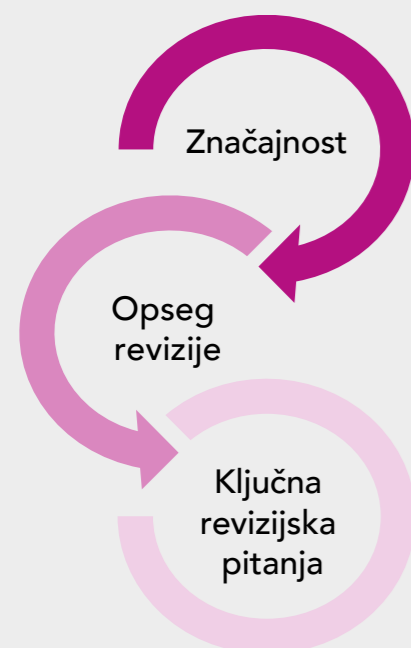 Značajnost
Opseg
revizije
Ključna
revizijska
pitanja